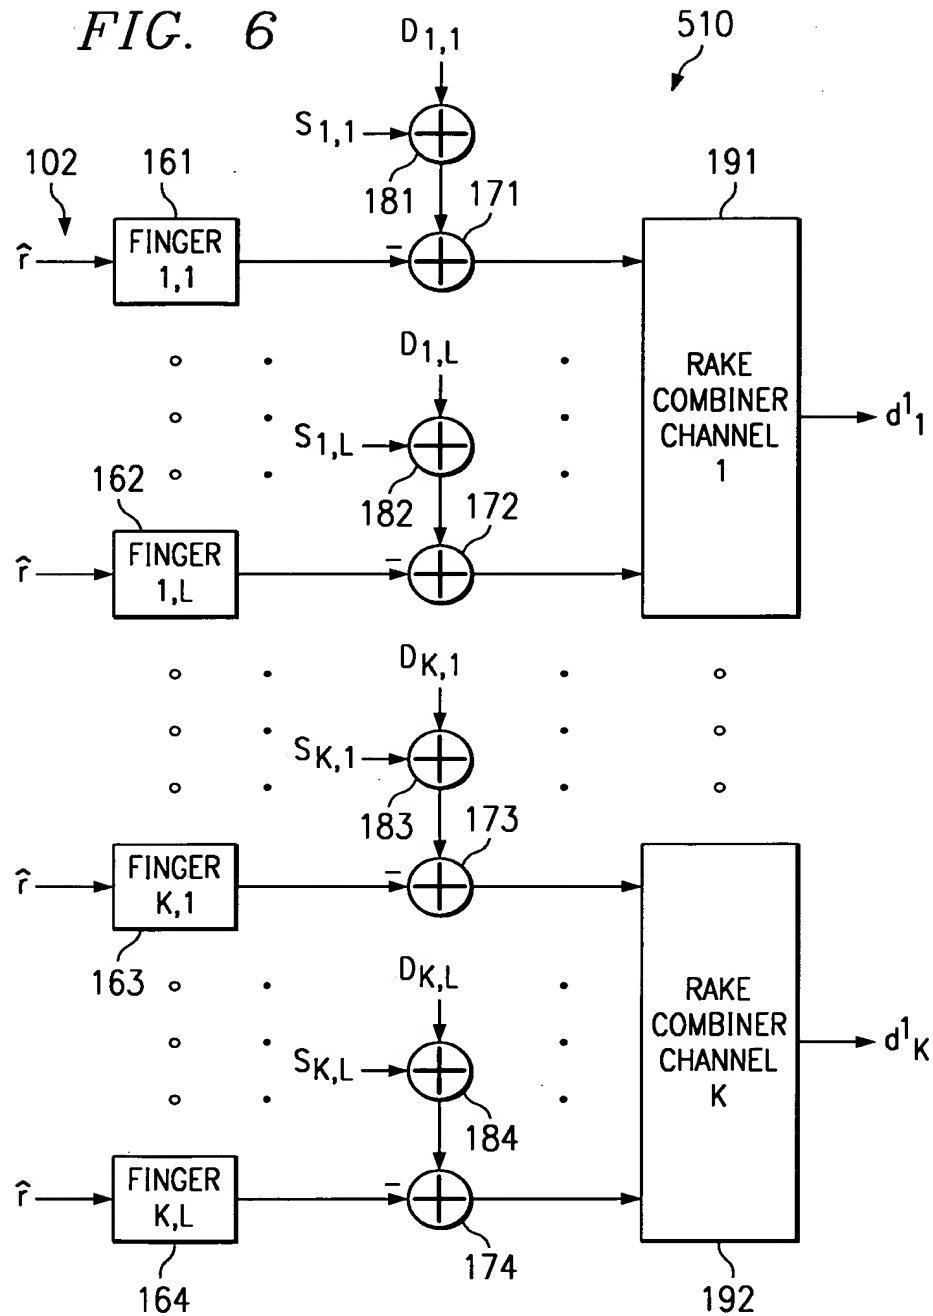 FIG. 6
D1,1
510
S1,1
102
161
181
171
191
r̂
FINGER
1,1
D1,L
S1,L
RAKE
COMBINER
CHANNEL
1
d¹1
162
182
172
r̂
FINGER
1,L
DK,1
SK,1
183
173
r̂
FINGER
K,1
163
DK,L
SK,L
RAKE
COMBINER
CHANNEL
K
d¹K
184
r̂
FINGER
K,L
164
174
192